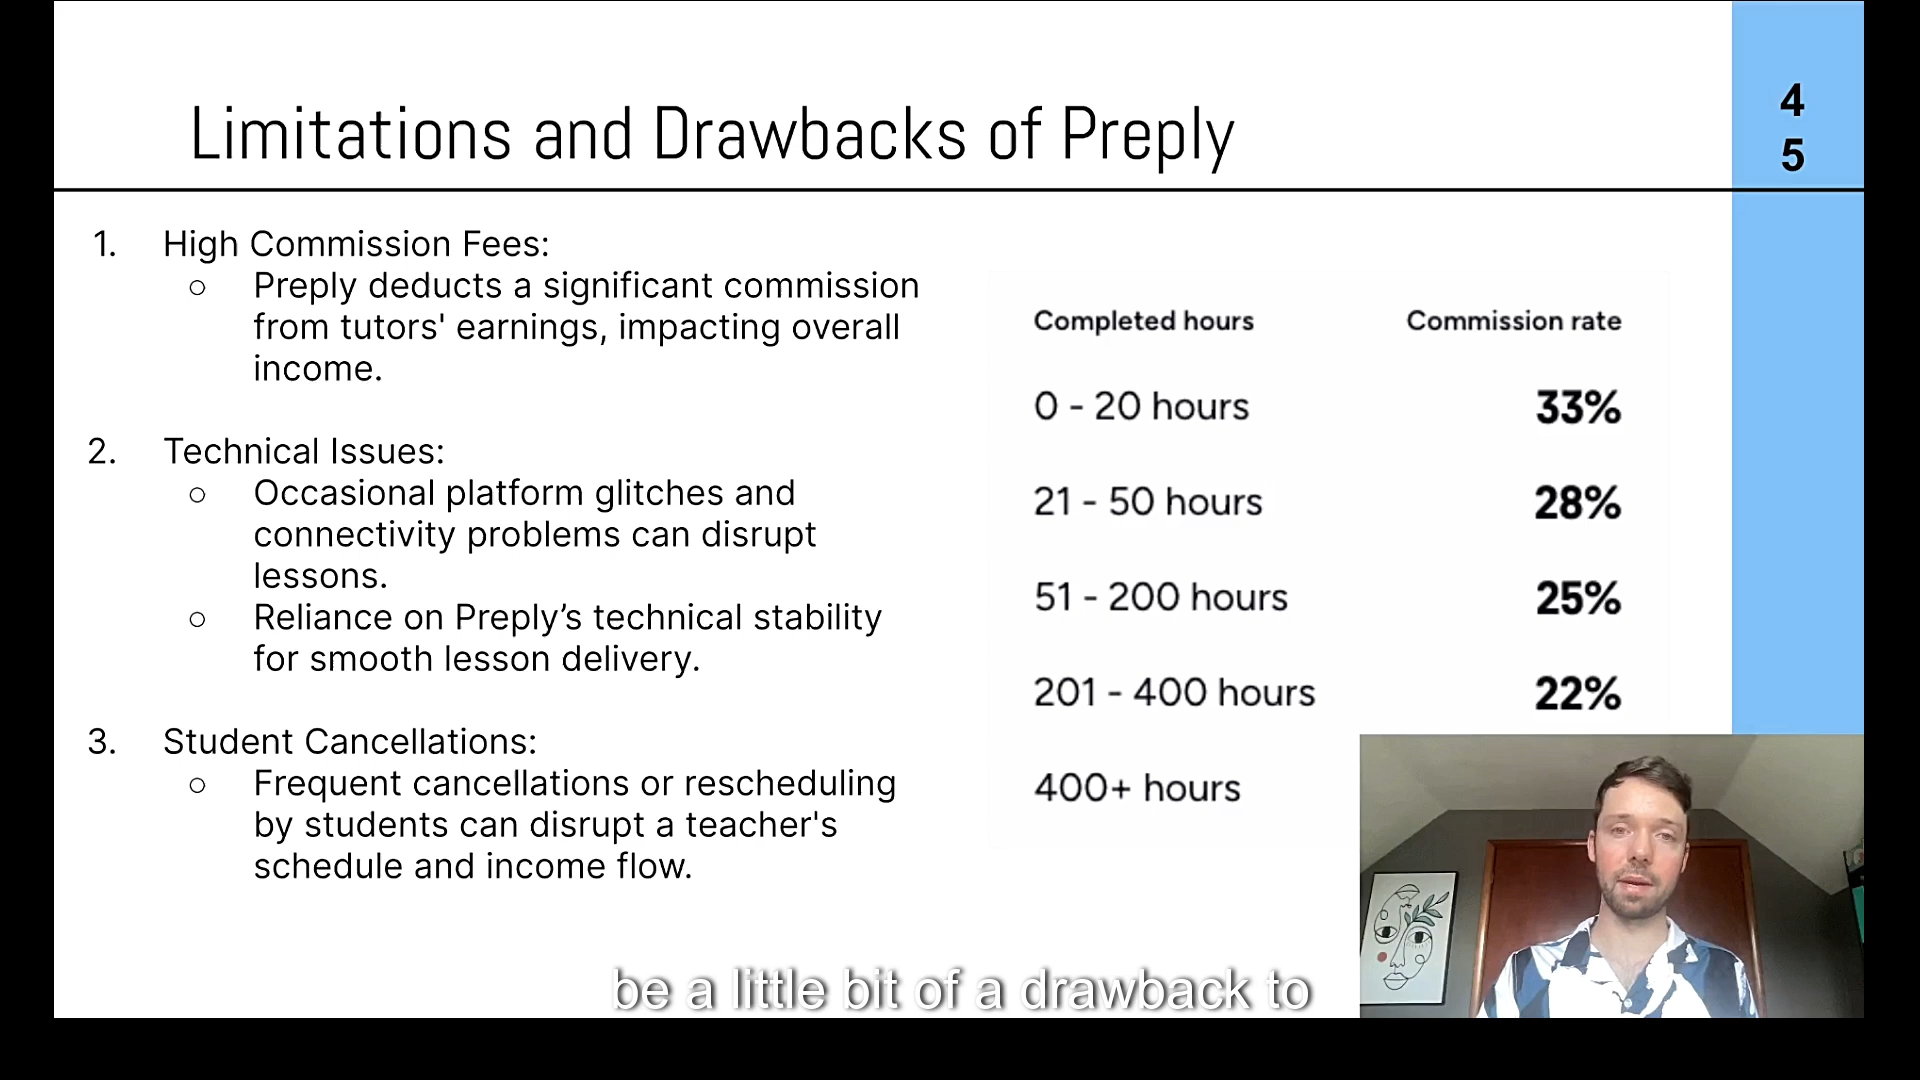 Limitations and Drawbacks of Preply
4
5
1. High Commission Fees:
○ Preply deducts a significant commission
from tutors' earnings, impacting overall
income.
2. Technical Issues:
○ Occasional platform glitches and
connectivity problems can disrupt
lessons.
○ Reliance on Preply’s technical stability
for smooth lesson delivery.
3. Student Cancellations:
○ Frequent cancellations or rescheduling
by students can disrupt a teacher's
schedule and income flow.
Completed hours Commission rate
0 - 20 hours 33%
21 - 50 hours 28%
51 - 200 hours 25%
201 - 400 hours 22%
400+ hours
be a little bit of a drawback to